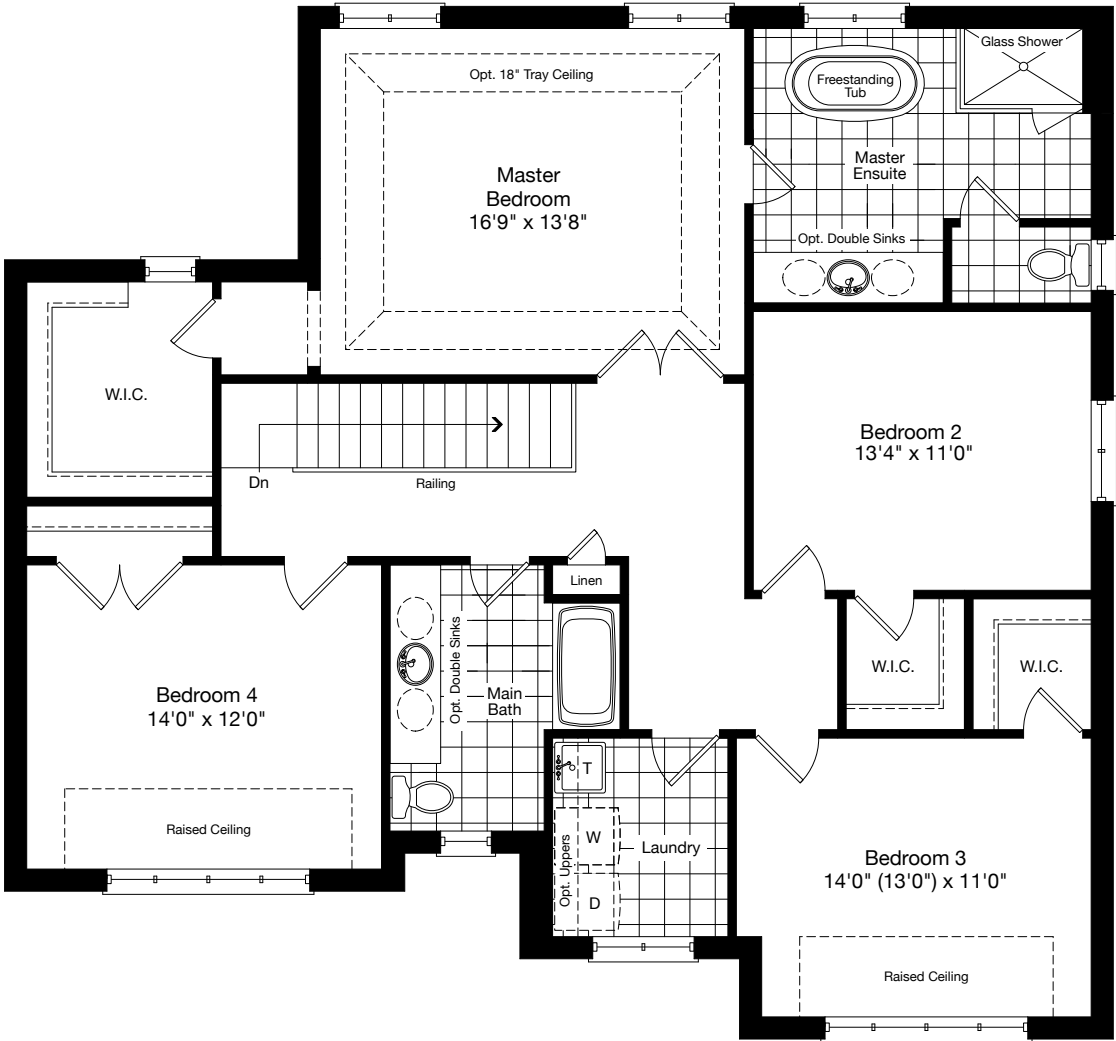 Glass Shower
Opt. 18" Tray Ceiling
Freestanding
Tub
Master
Bedroom
16'9" x 13'8"
Master
Ensuite
Opt. Double Sinks
W.I.C.
Bedroom 2
13'4" x 11'0"
Dn
Railing
Linen
W.I.C.
W.I.C.
Bedroom 4
14'0" x 12'0"
Opt. Double Sinks
Main
Bath
T
Raised Ceiling
W
Laundry
Opt. Uppers
D
Bedroom 3
14'0" (13'0") x 11'0"
Raised Ceiling